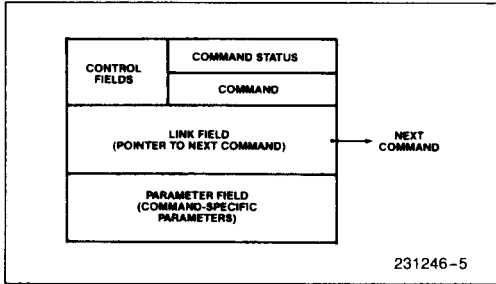 CONTROL
FIELDS
COMMAND STATUS
COMMAND
LINK FIELD
(POINTER TO NEXT COMMAND)
NEXT
COMMAND
PARAMETER FIELD
(COMMAND-SPECIFIC
PARAMETERS)
231246-5